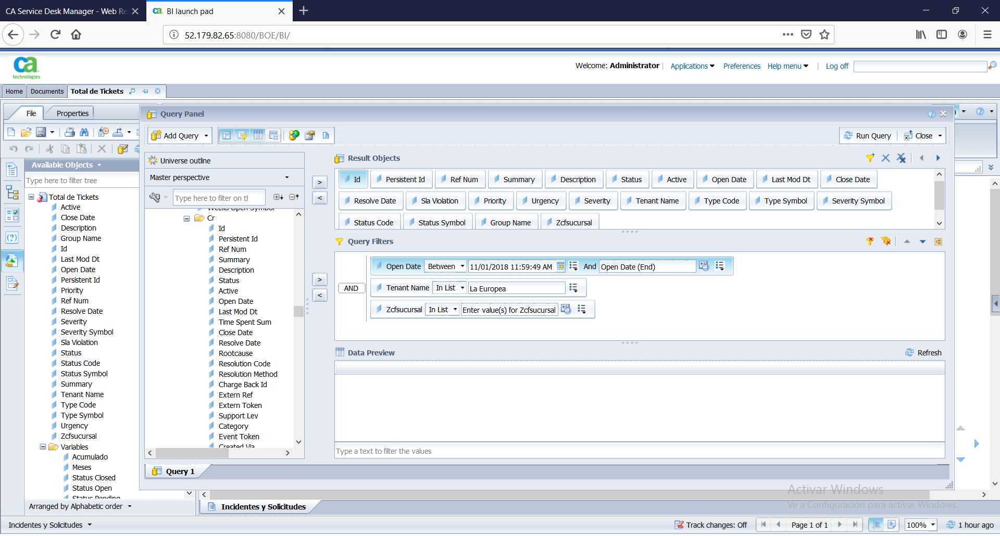 CA Service Desk Manager - Web Re
BI launch pad
52.179.82.65:8080/BOE/BI/
ca
technologies
Welcome: Administrator
Applications
Preferences
Help menu
Log off
Home
Documents
Total de Tickets
File
Properties
Query Panel
Add Query
Run Query
Close
Available Objects
Type here to filter tree
Total de Tickets
Active
Close Date
Description
Group Name
Id
Last Mod Dt
Open Date
Persistent Id
Priority
Ref Num
Resolve Date
Severity
Severity Symbol
Sla Violation
Status
Status Code
Status Symbol
Summary
Tenant Name
Type Code
Type Symbol
Urgency
Zcfsucursal
Variables
Acumulado
Meses
Status Closed
Status Open
Status Pending
Arranged by Alphabetic order
Universe outline
Master perspective
Type here to filter on tl
Weeks Open Symbol
Cr
Id
Persistent Id
Ref Num
Summary
Description
Status
Active
Open Date
Last Mod Dt
Time Spent Sum
Close Date
Resolve Date
Rootcause
Resolution Code
Resolution Method
Charge Back Id
Extern Ref
Extern Token
Support Lev
Category
Event Token
Created Via
Result Objects
Id Persistent Id Ref Num Summary Description Status Active Open Date Last Mod Dt Close Date
Resolve Date Sla Violation Priority Urgency Severity Tenant Name Type Code Type Symbol Severity Symbol
Status Code Status Symbol Group Name Zcfsucursal
Query Filters
AND
Open Date Between 11/01/2018 11:59:49 AM And Open Date (End)
Tenant Name In List La Europea
Zcfsucursal In List Enter value(s) for Zcfsucursal
Data Preview
Refresh
Type a text to filter the values
Query 1
Activar Windows
Ve a Configuración para activar Windows.
Incidentes y Solicitudes
Incidentes y Solicitudes
Track changes: Off
Page 1 of 1
100%
1 hour ago